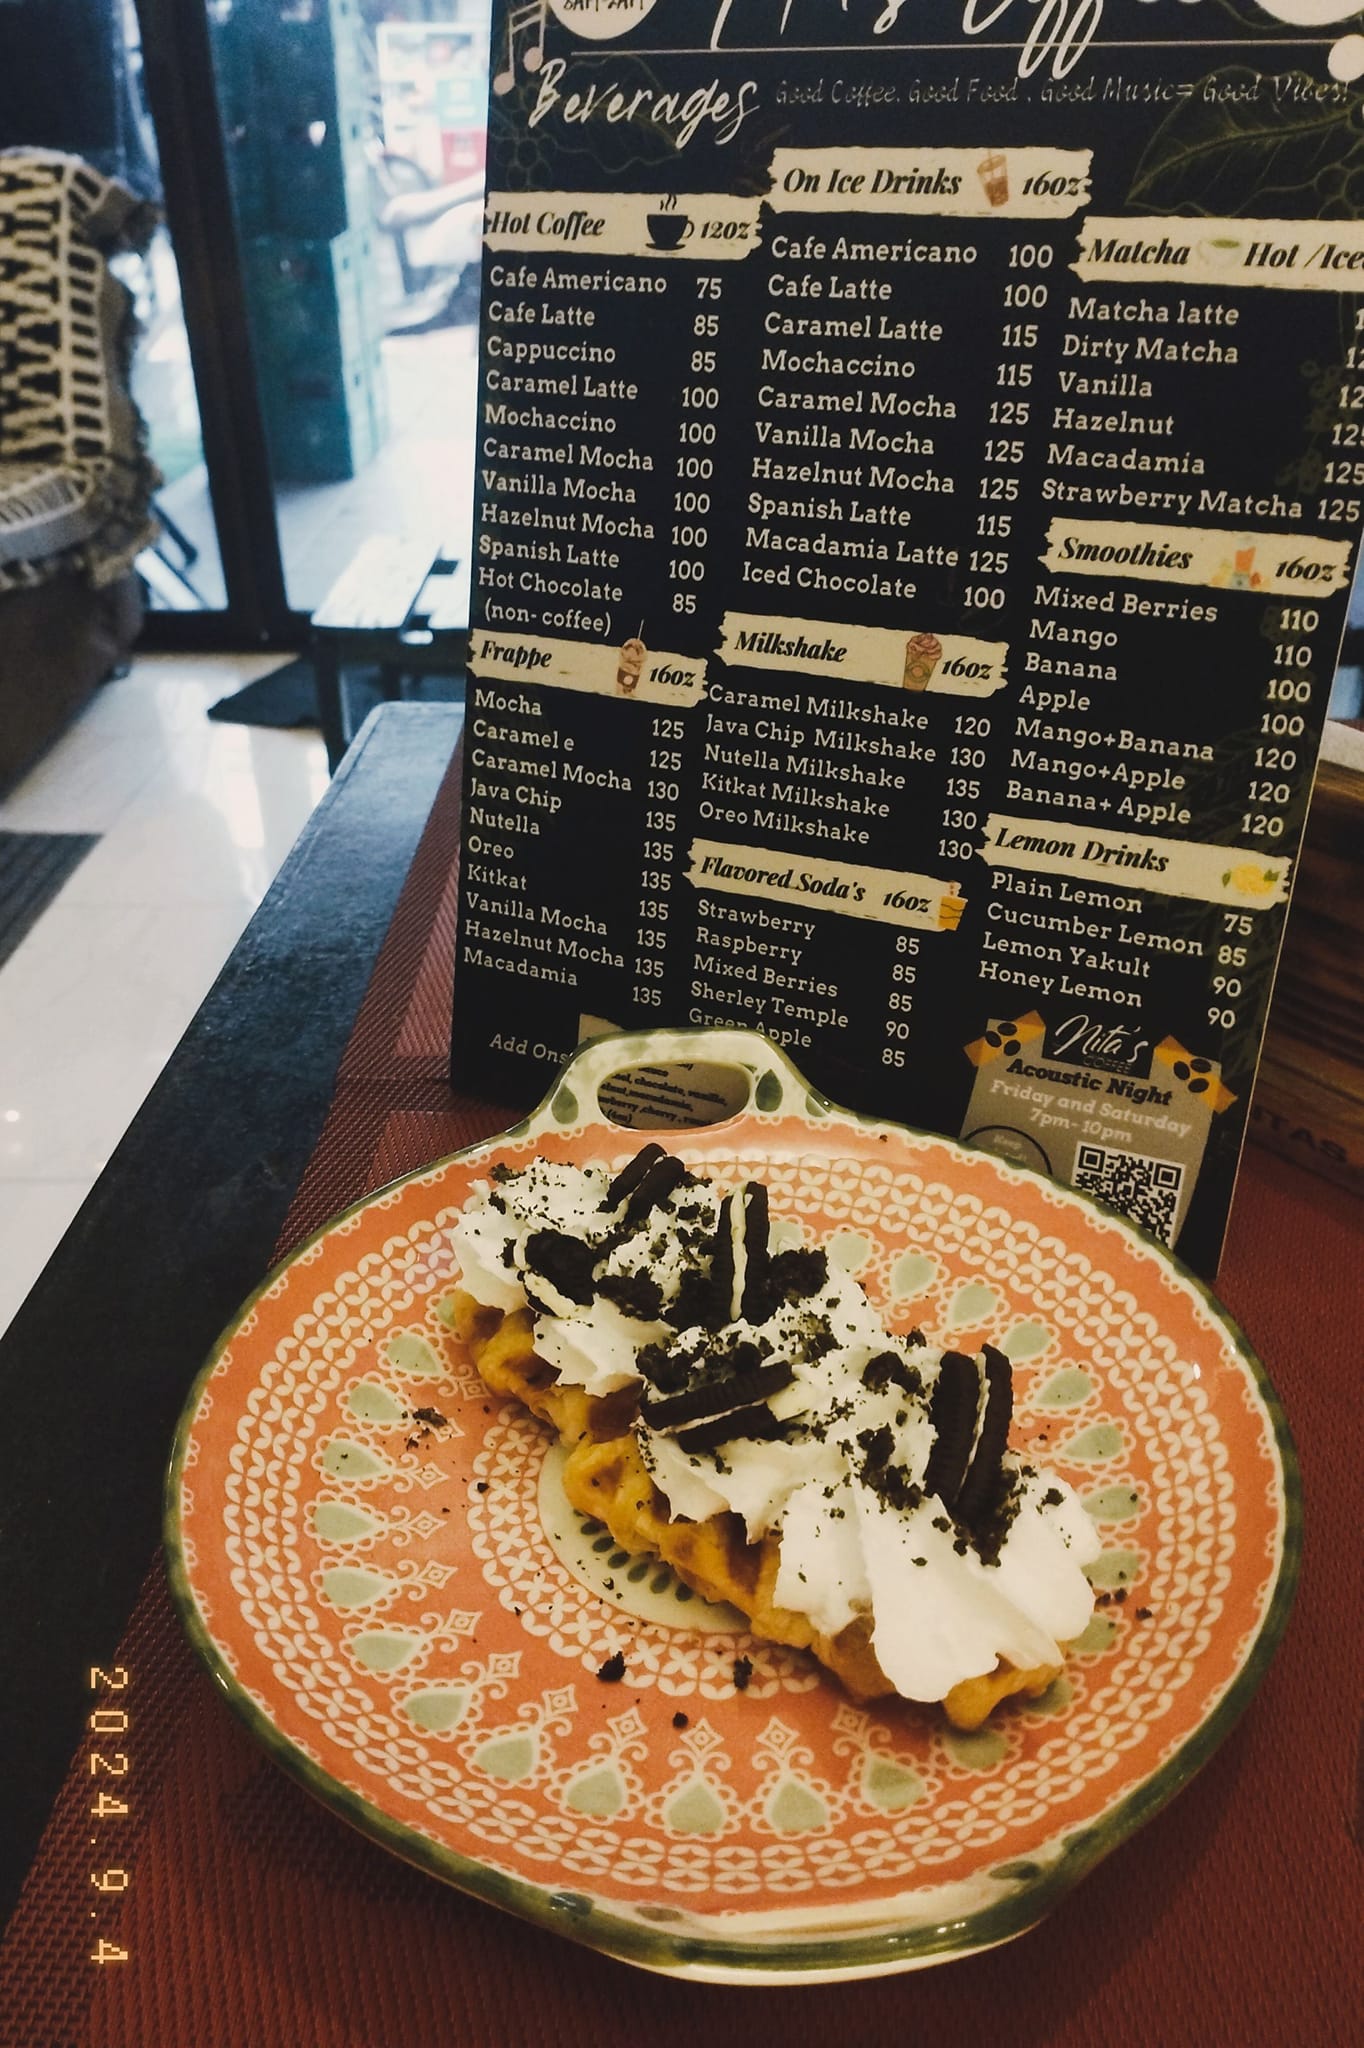 Beverages
Good Coffee. Good Food . Good Music= Good Vibes!
Hot Coffee 12oz
Cafe Americano 75
Cafe Latte 85
Cappuccino 85
Caramel Latte 100
Mochaccino 100
Caramel Mocha 100
Vanilla Mocha 100
Hazelnut Mocha 100
Spanish Latte 100
Hot Chocolate 85
(non- coffee)
Frappe 16oz
Mocha 125
Caramel e 125
Caramel Mocha 130
Java Chip 135
Nutella 135
Oreo 135
Kitkat 135
Vanilla Mocha 135
Hazelnut Mocha 135
Macadamia 135
Add Ons
On Ice Drinks 16oz
Cafe Americano 100
Cafe Latte 100
Caramel Latte 115
Mochaccino 115
Caramel Mocha 125
Vanilla Mocha 125
Hazelnut Mocha 125
Spanish Latte 115
Macadamia Latte 125
Iced Chocolate 100
Milkshake 16oz
Caramel Milkshake 120
Java Chip Milkshake 130
Nutella Milkshake 135
Kitkat Milkshake 130
Oreo Milkshake 130
Flavored Soda's 16oz
Strawberry 85
Raspberry 85
Mixed Berries 85
Sherley Temple 90
Green Apple 85
chocolate, vanilla,
macadamia,
cherry
Matcha Hot /Iced
Matcha latte
Dirty Matcha
Vanilla
Hazelnut 125
Macadamia 125
Strawberry Matcha 125
Smoothies 16oz
Mixed Berries 110
Mango 110
Banana 100
Apple 100
Mango+Banana 120
Mango+Apple 120
Banana+ Apple 120
Lemon Drinks
Plain Lemon 75
Cucumber Lemon 85
Lemon Yakult 90
Honey Lemon 90
Nita's
COFFEE
Acoustic Night
Friday and Saturday
7pm- 10pm
2024.9.4